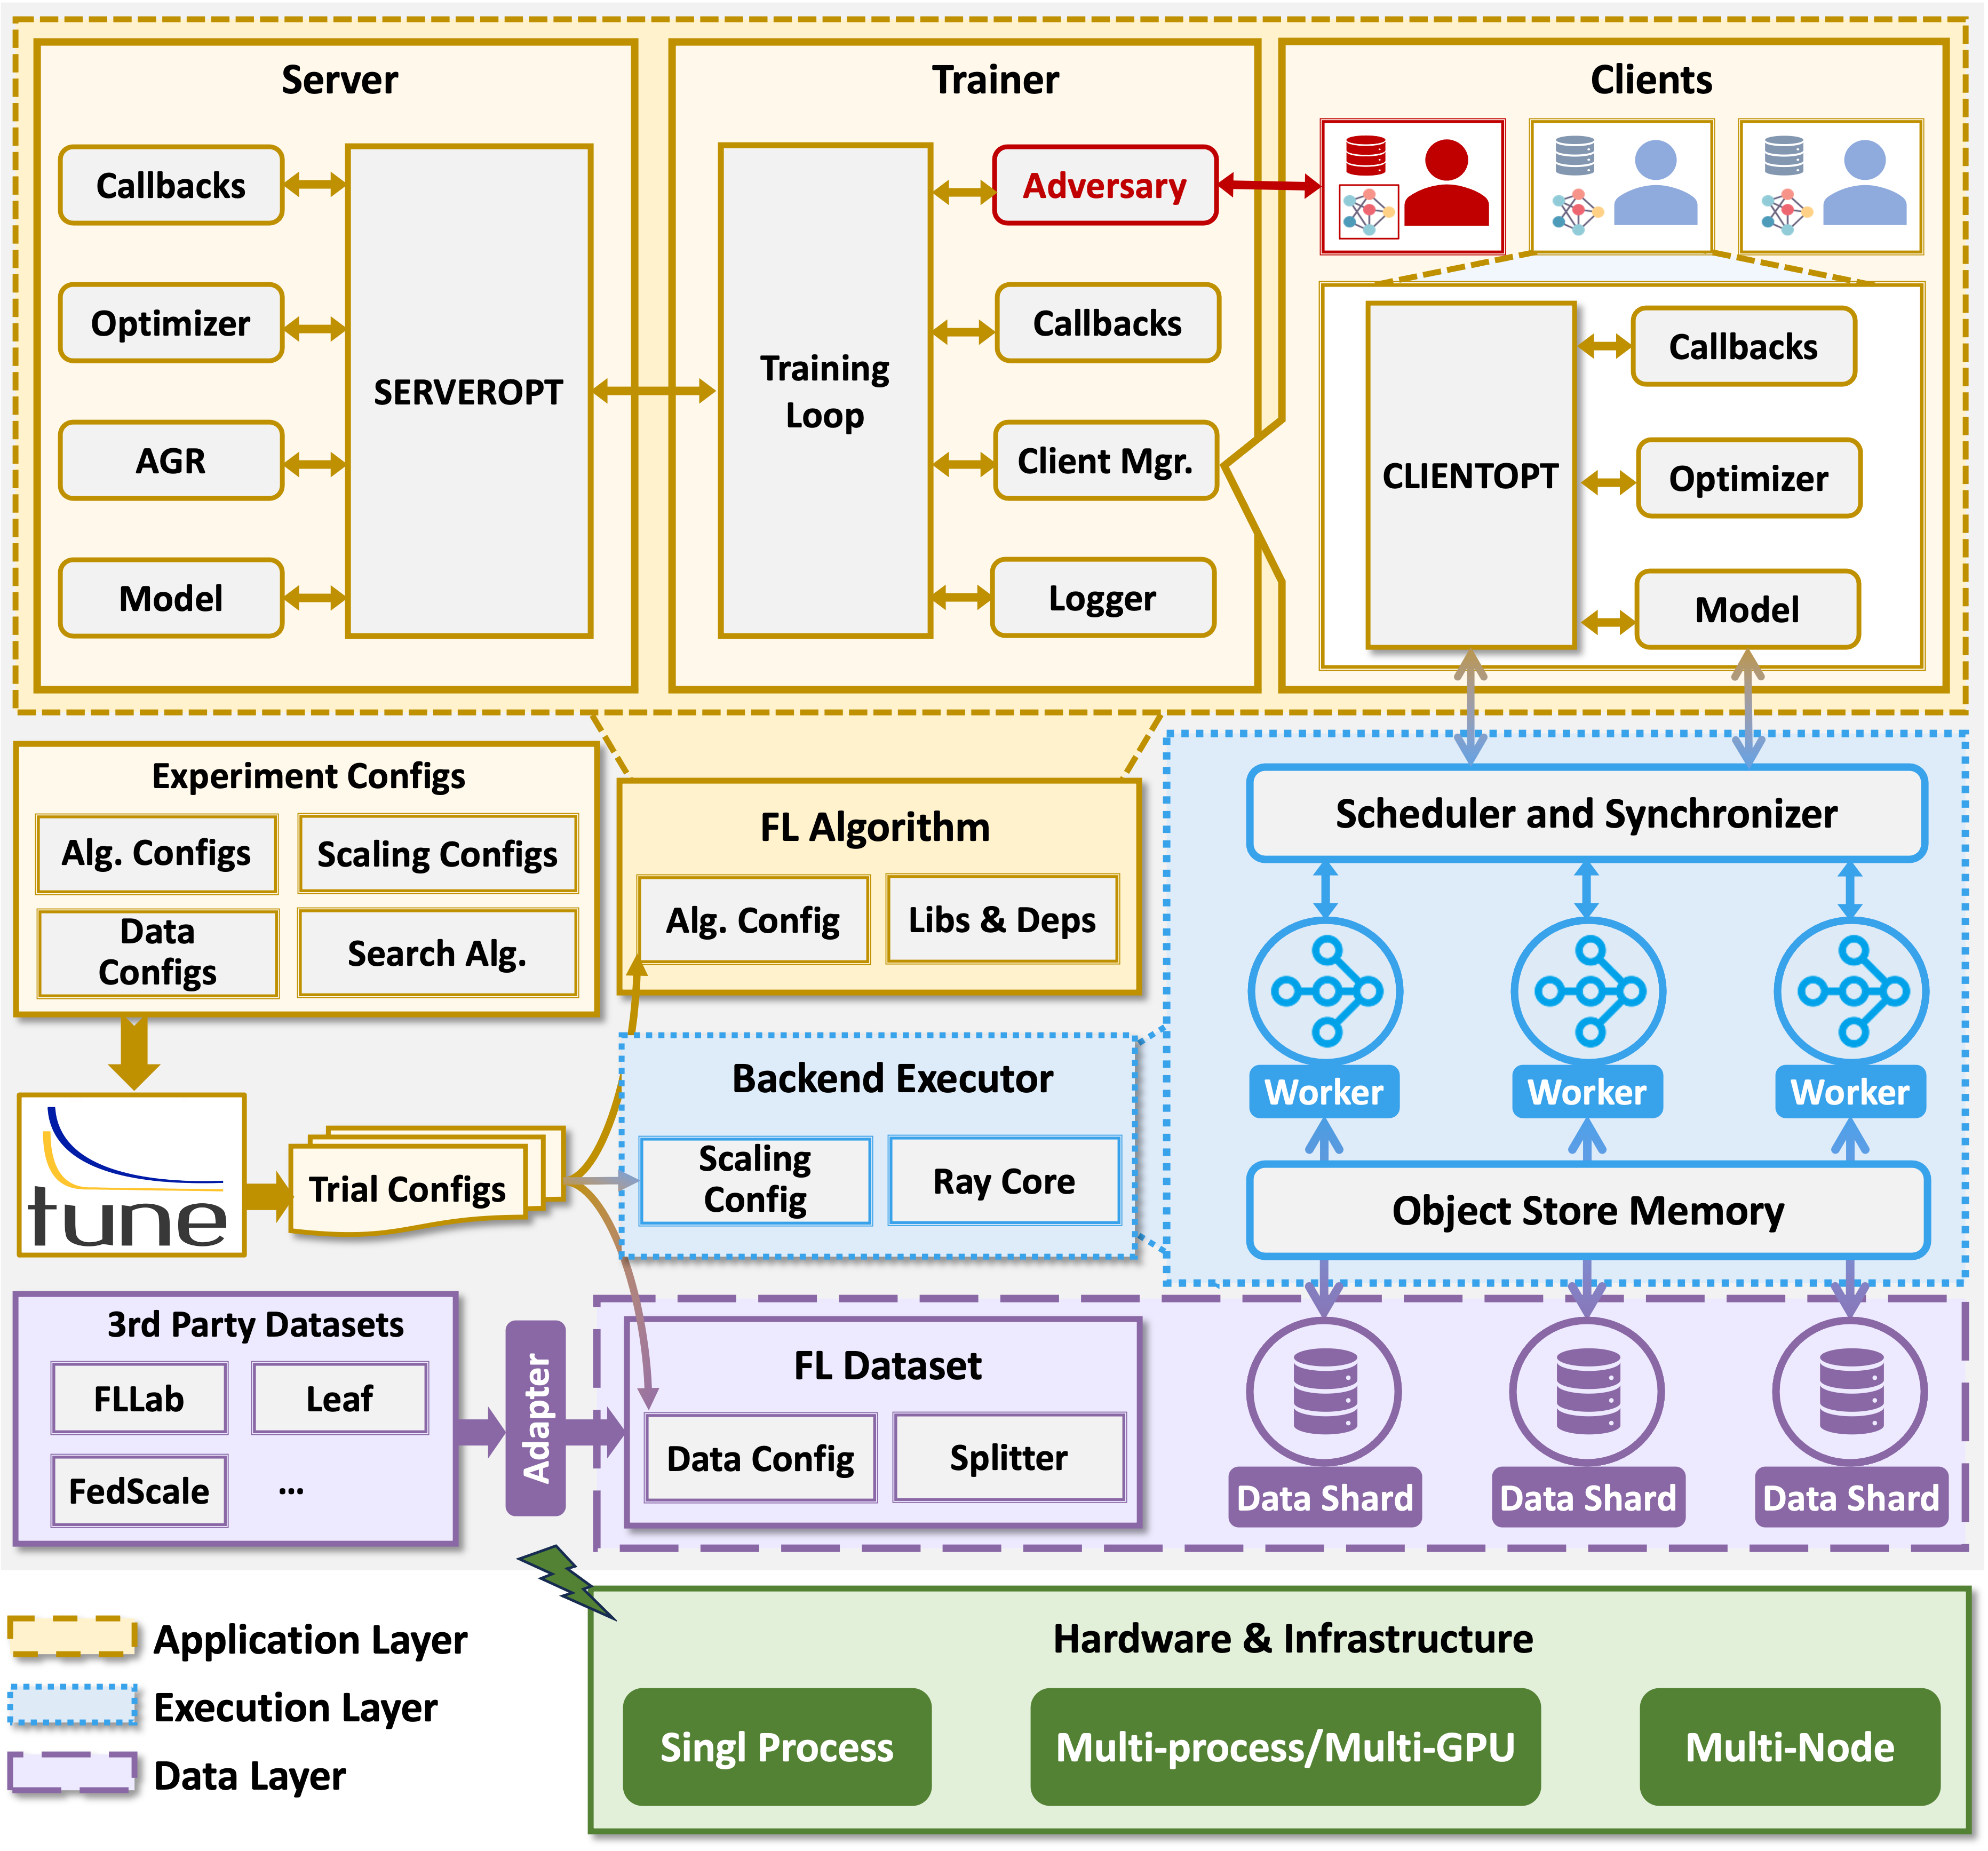 Server
Callbacks
Optimizer
AGR
Model
SERVEROPT
Trainer
Training
Loop
Adversary
Callbacks
Client Mgr.
Logger
Clients
CLIENTOPT
Callbacks
Optimizer
Model
Experiment Configs
Alg. Configs
Scaling Configs
Data
Configs
Search Alg.
FL Algorithm
Alg. Config
Libs & Deps
tune
Trial Configs
Backend Executor
Scaling
Config
Ray Core
Scheduler and Synchronizer
Worker
Worker
Worker
Object Store Memory
3rd Party Datasets
FLLab
Leaf
FedScale
...
Adapter
FL Dataset
Data Config
Splitter
Data Shard
Data Shard
Data Shard
Application Layer
Execution Layer
Data Layer
Hardware & Infrastructure
Singl Process
Multi-process/Multi-GPU
Multi-Node